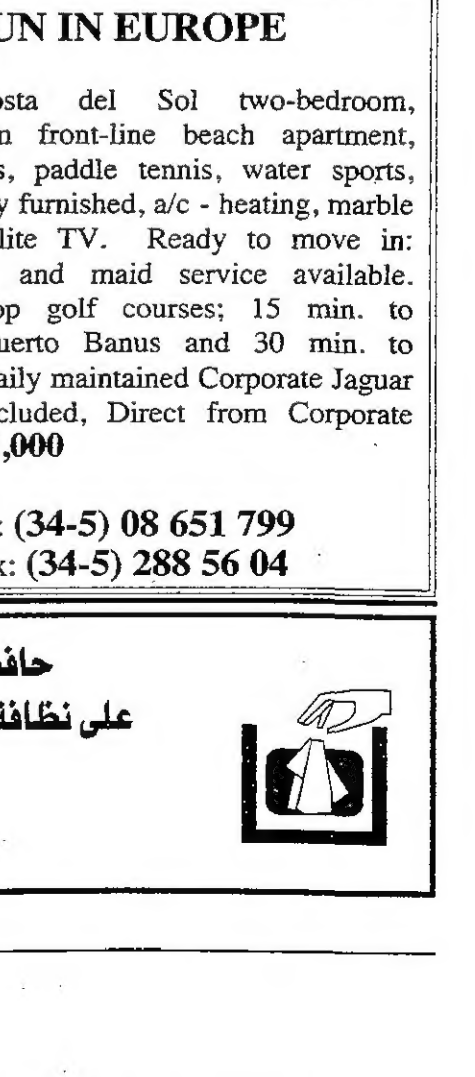 UN IN EUROPE
osta del Sol two-bedroom,
n front-line beach apartment,
s, paddle tennis, water sports,
y furnished, a/c - heating, marble
lite TV. Ready to move in:
and maid service available.
op golf courses; 15 min. to
uerto Banus and 30 min. to
aily maintained Corporate Jaguar
cluded, Direct from Corporate
,000
: (34-5) 08 651 799
x: (34-5) 288 56 04
حافظ
على نظافة